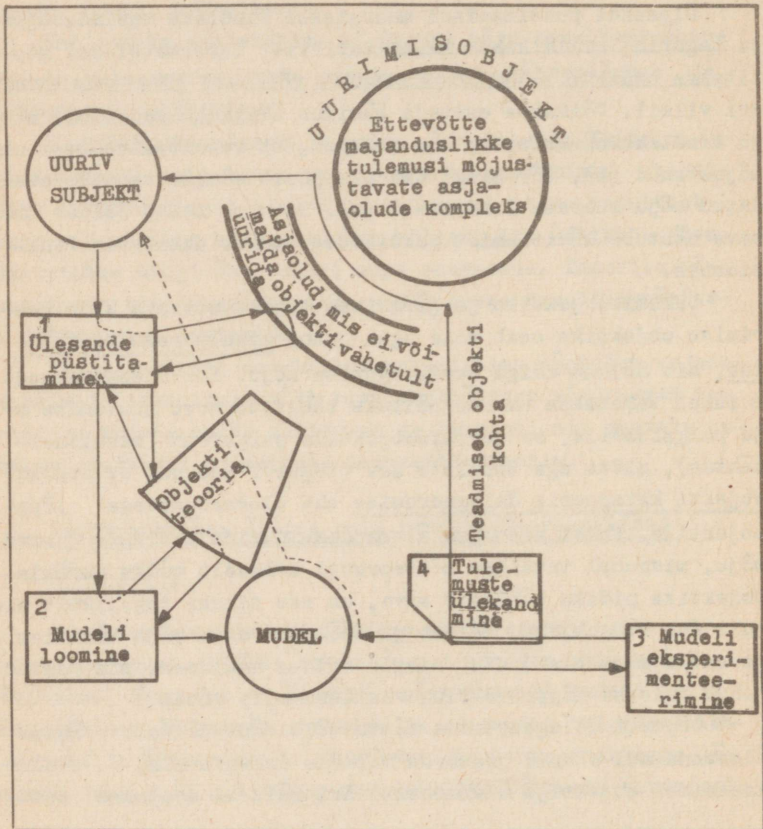 UURIMISOBJEKT
Ettevõtte
majanduslikke
tulemusi mõjus-
tavate asja-
olude kompleks
UURIV
SUBJEKT
Asjaolud, mis ei või-
malda objekti vahetult
uurida
1
Ülesande
püstita-
mine
Objekti
teooria
Teadmised objekti
kohta
2
Mudeli
loomine
MUDEL
4 Tule-
muste
ülekand
mine
3 Mudeli
eksperi-
mentee-
rimine